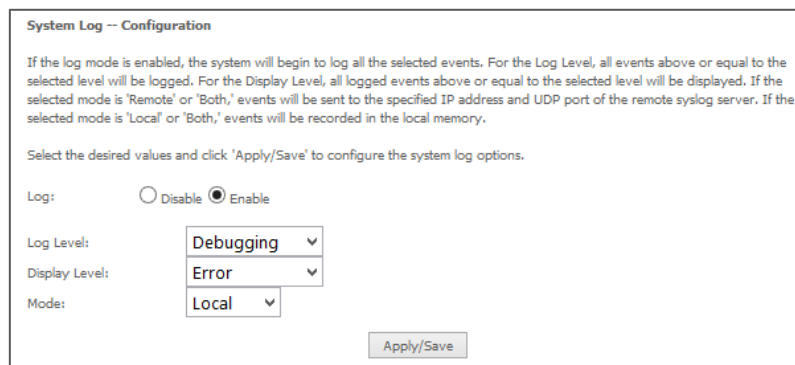 System Log -- Configuration
If the log mode is enabled, the system will begin to log all the selected events. For the Log Level, all events above or equal to the
selected level will be logged. For the Display Level, all logged events above or equal to the selected level will be displayed. If the
selected mode is 'Remote' or 'Both,' events will be sent to the specified IP address and UDP port of the remote syslog server. If the
selected mode is 'Local' or 'Both,' events will be recorded in the local memory.
Select the desired values and click 'Apply/Save' to configure the system log options.
Log: Disable Enable
Log Level: Debugging
Display Level: Error
Mode: Local
Apply/Save